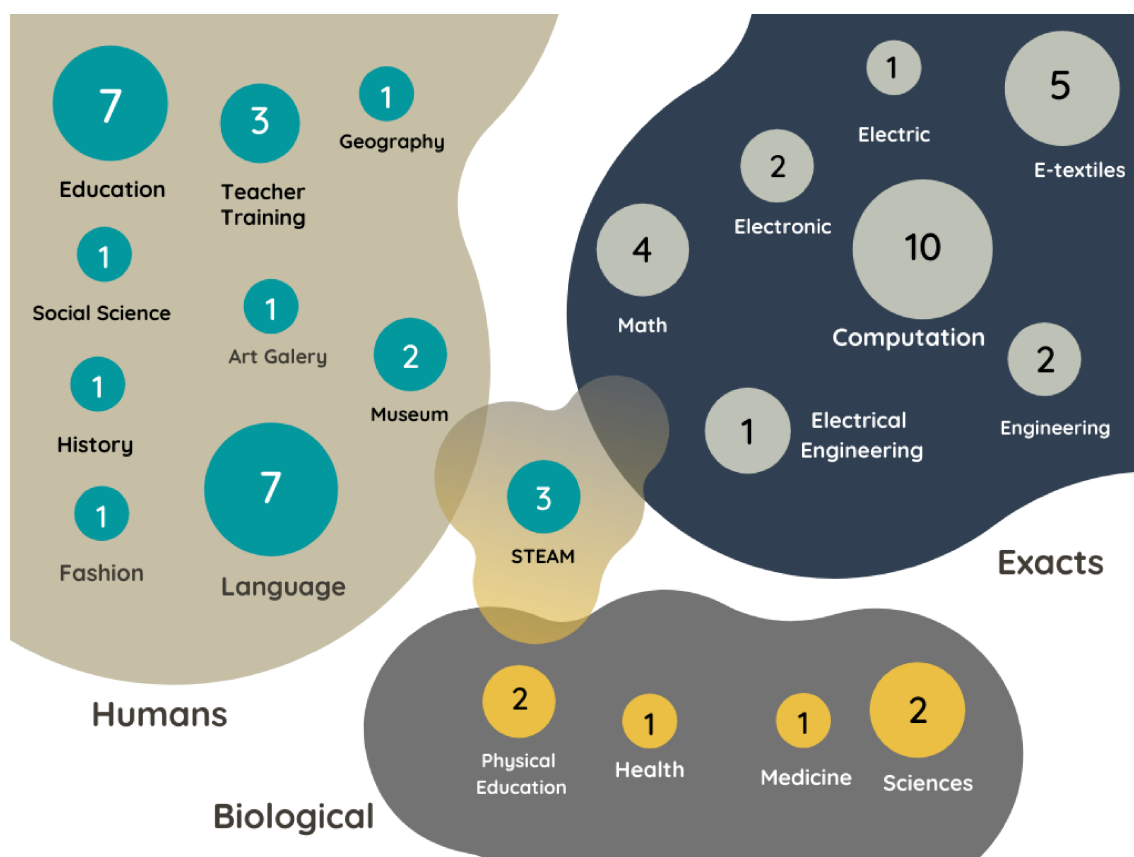 7
Education
3
Teacher
Training
1
Geography
1
Social Science
1
Art Galery
2
Museum
1
History
7
Language
1
Fashion
Humans
3
STEAM
1
Electric
5
E-textiles
2
Electronic
4
Math
10
Computation
2
Engineering
1
Electrical
Engineering
Exacts
2
Physical
Education
1
Health
1
Medicine
2
Sciences
Biological